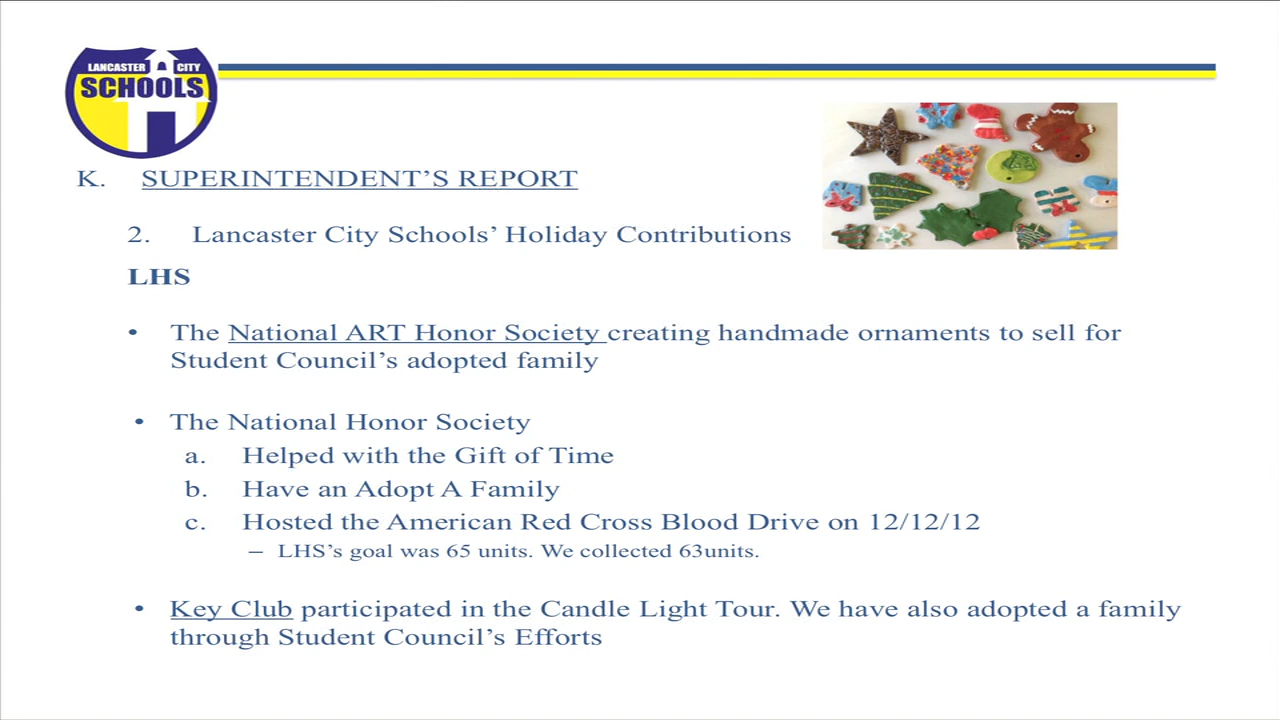 LANCASTER CITY
SCHOOLS
K. SUPERINTENDENT'S REPORT
2. Lancaster City Schools' Holiday Contributions
LHS
• The National ART Honor Society creating handmade ornaments to sell for
Student Council's adopted family
• The National Honor Society
a. Helped with the Gift of Time
b. Have an Adopt A Family
c. Hosted the American Red Cross Blood Drive on 12/12/12
– LHS's goal was 65 units. We collected 63units.
• Key Club participated in the Candle Light Tour. We have also adopted a family
through Student Council's Efforts